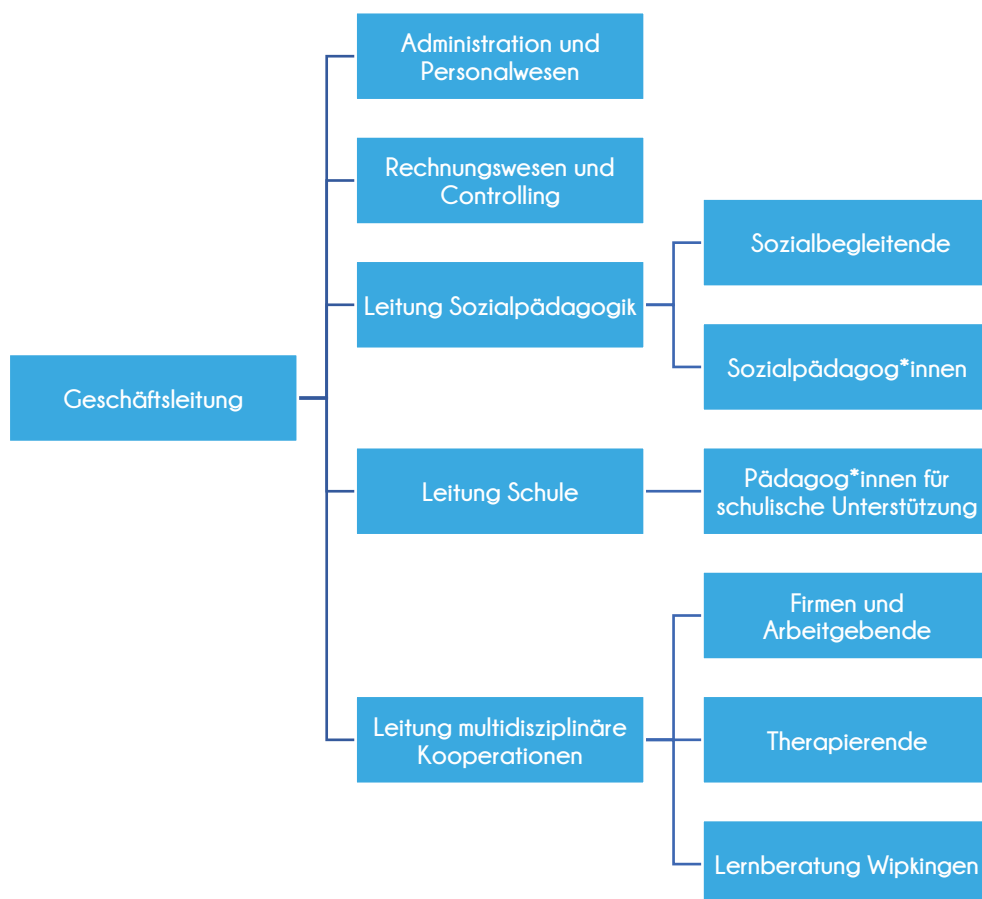 Administration und
Personalwesen
Rechnungswesen und
Controlling
Sozialbegleitende
Leitung Sozialpädagogik
Sozialpädagog*innen
Geschäftsleitung
Leitung Schule
Pädagog*innen für
schulische Unterstützung
Firmen und
Arbeitgebende
Leitung multidisziplinäre
Kooperationen
Therapierende
Lernberatung Wipkingen